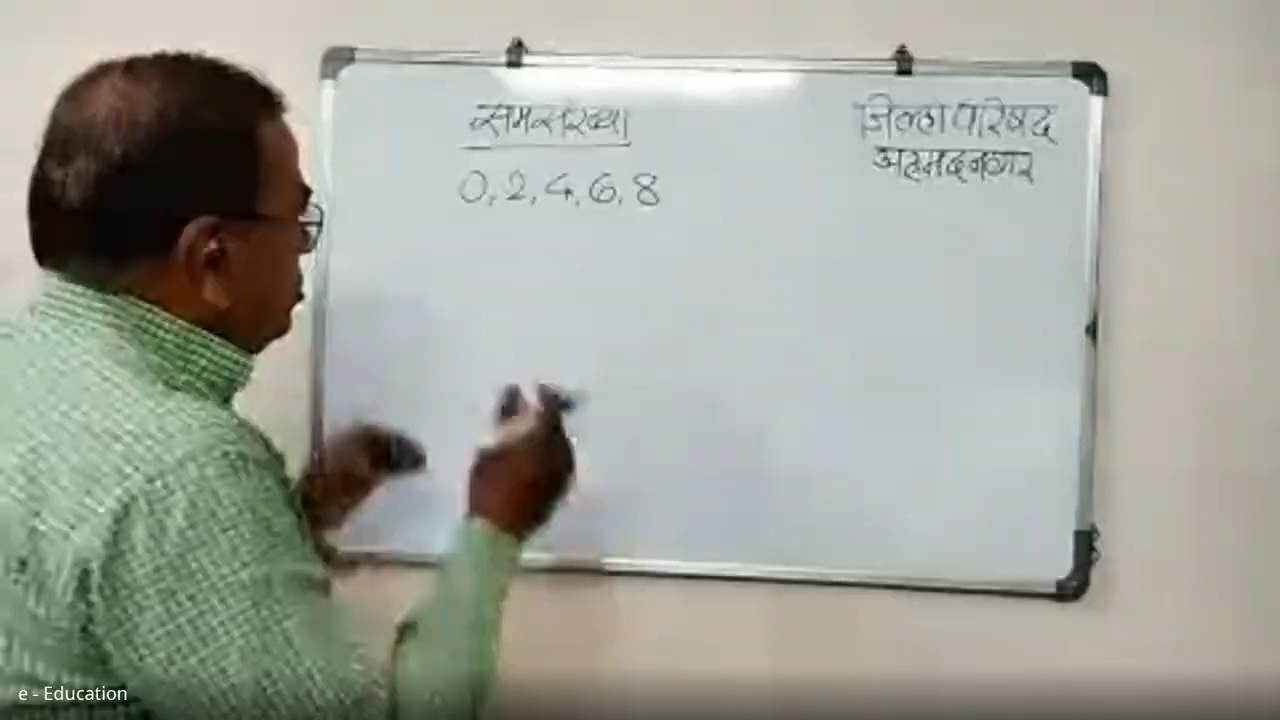 समसंख्या
0, 2, 4, 6, 8
जिल्हा परिषद
अहमदनगर
e - Education